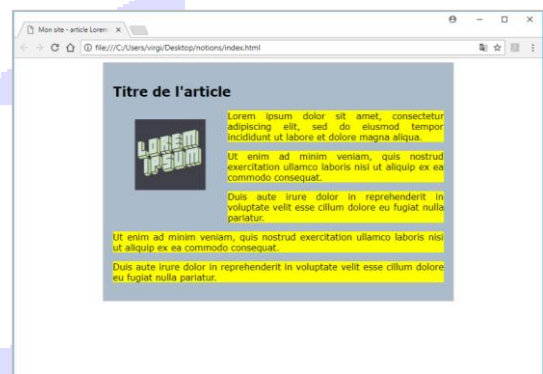 Mon site - article Lorem
file:///C:/Users/virgi/Desktop/notions/index.html
Titre de l'article
LOREM
IPSUM
Lorem ipsum dolor sit amet, consectetur
adipiscing elit, sed do eiusmod tempor
incididunt ut labore et dolore magna aliqua.
Ut enim ad minim veniam, quis nostrud
exercitation ullamco laboris nisi ut aliquip ex ea
commodo consequat.
Duis aute irure dolor in reprehenderit in
voluptate velit esse cillum dolore eu fugiat nulla
pariatur.
Ut enim ad minim veniam, quis nostrud exercitation ullamco laboris nisi
ut aliquip ex ea commodo consequat.
Duis aute irure dolor in reprehenderit in voluptate velit esse cillum dolore
eu fugiat nulla pariatur.